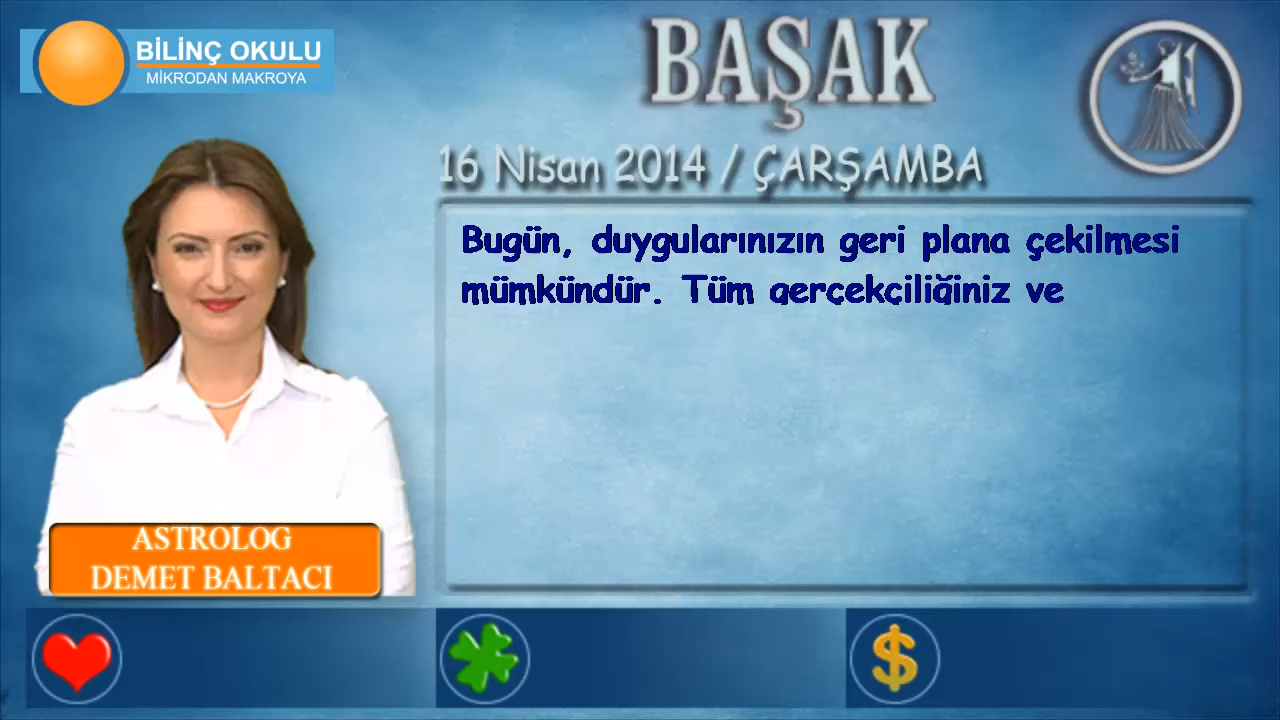 BİLİNÇ OKULU
MİKRODAN MAKROYA
BAŞAK
16 Nisan 2014 / ÇARŞAMBA
Bugün, duygularınızın geri plana çekilmesi
mümkündür. Tüm gerçekçiliğiniz ve
ASTROLOG
DEMET BALTACI